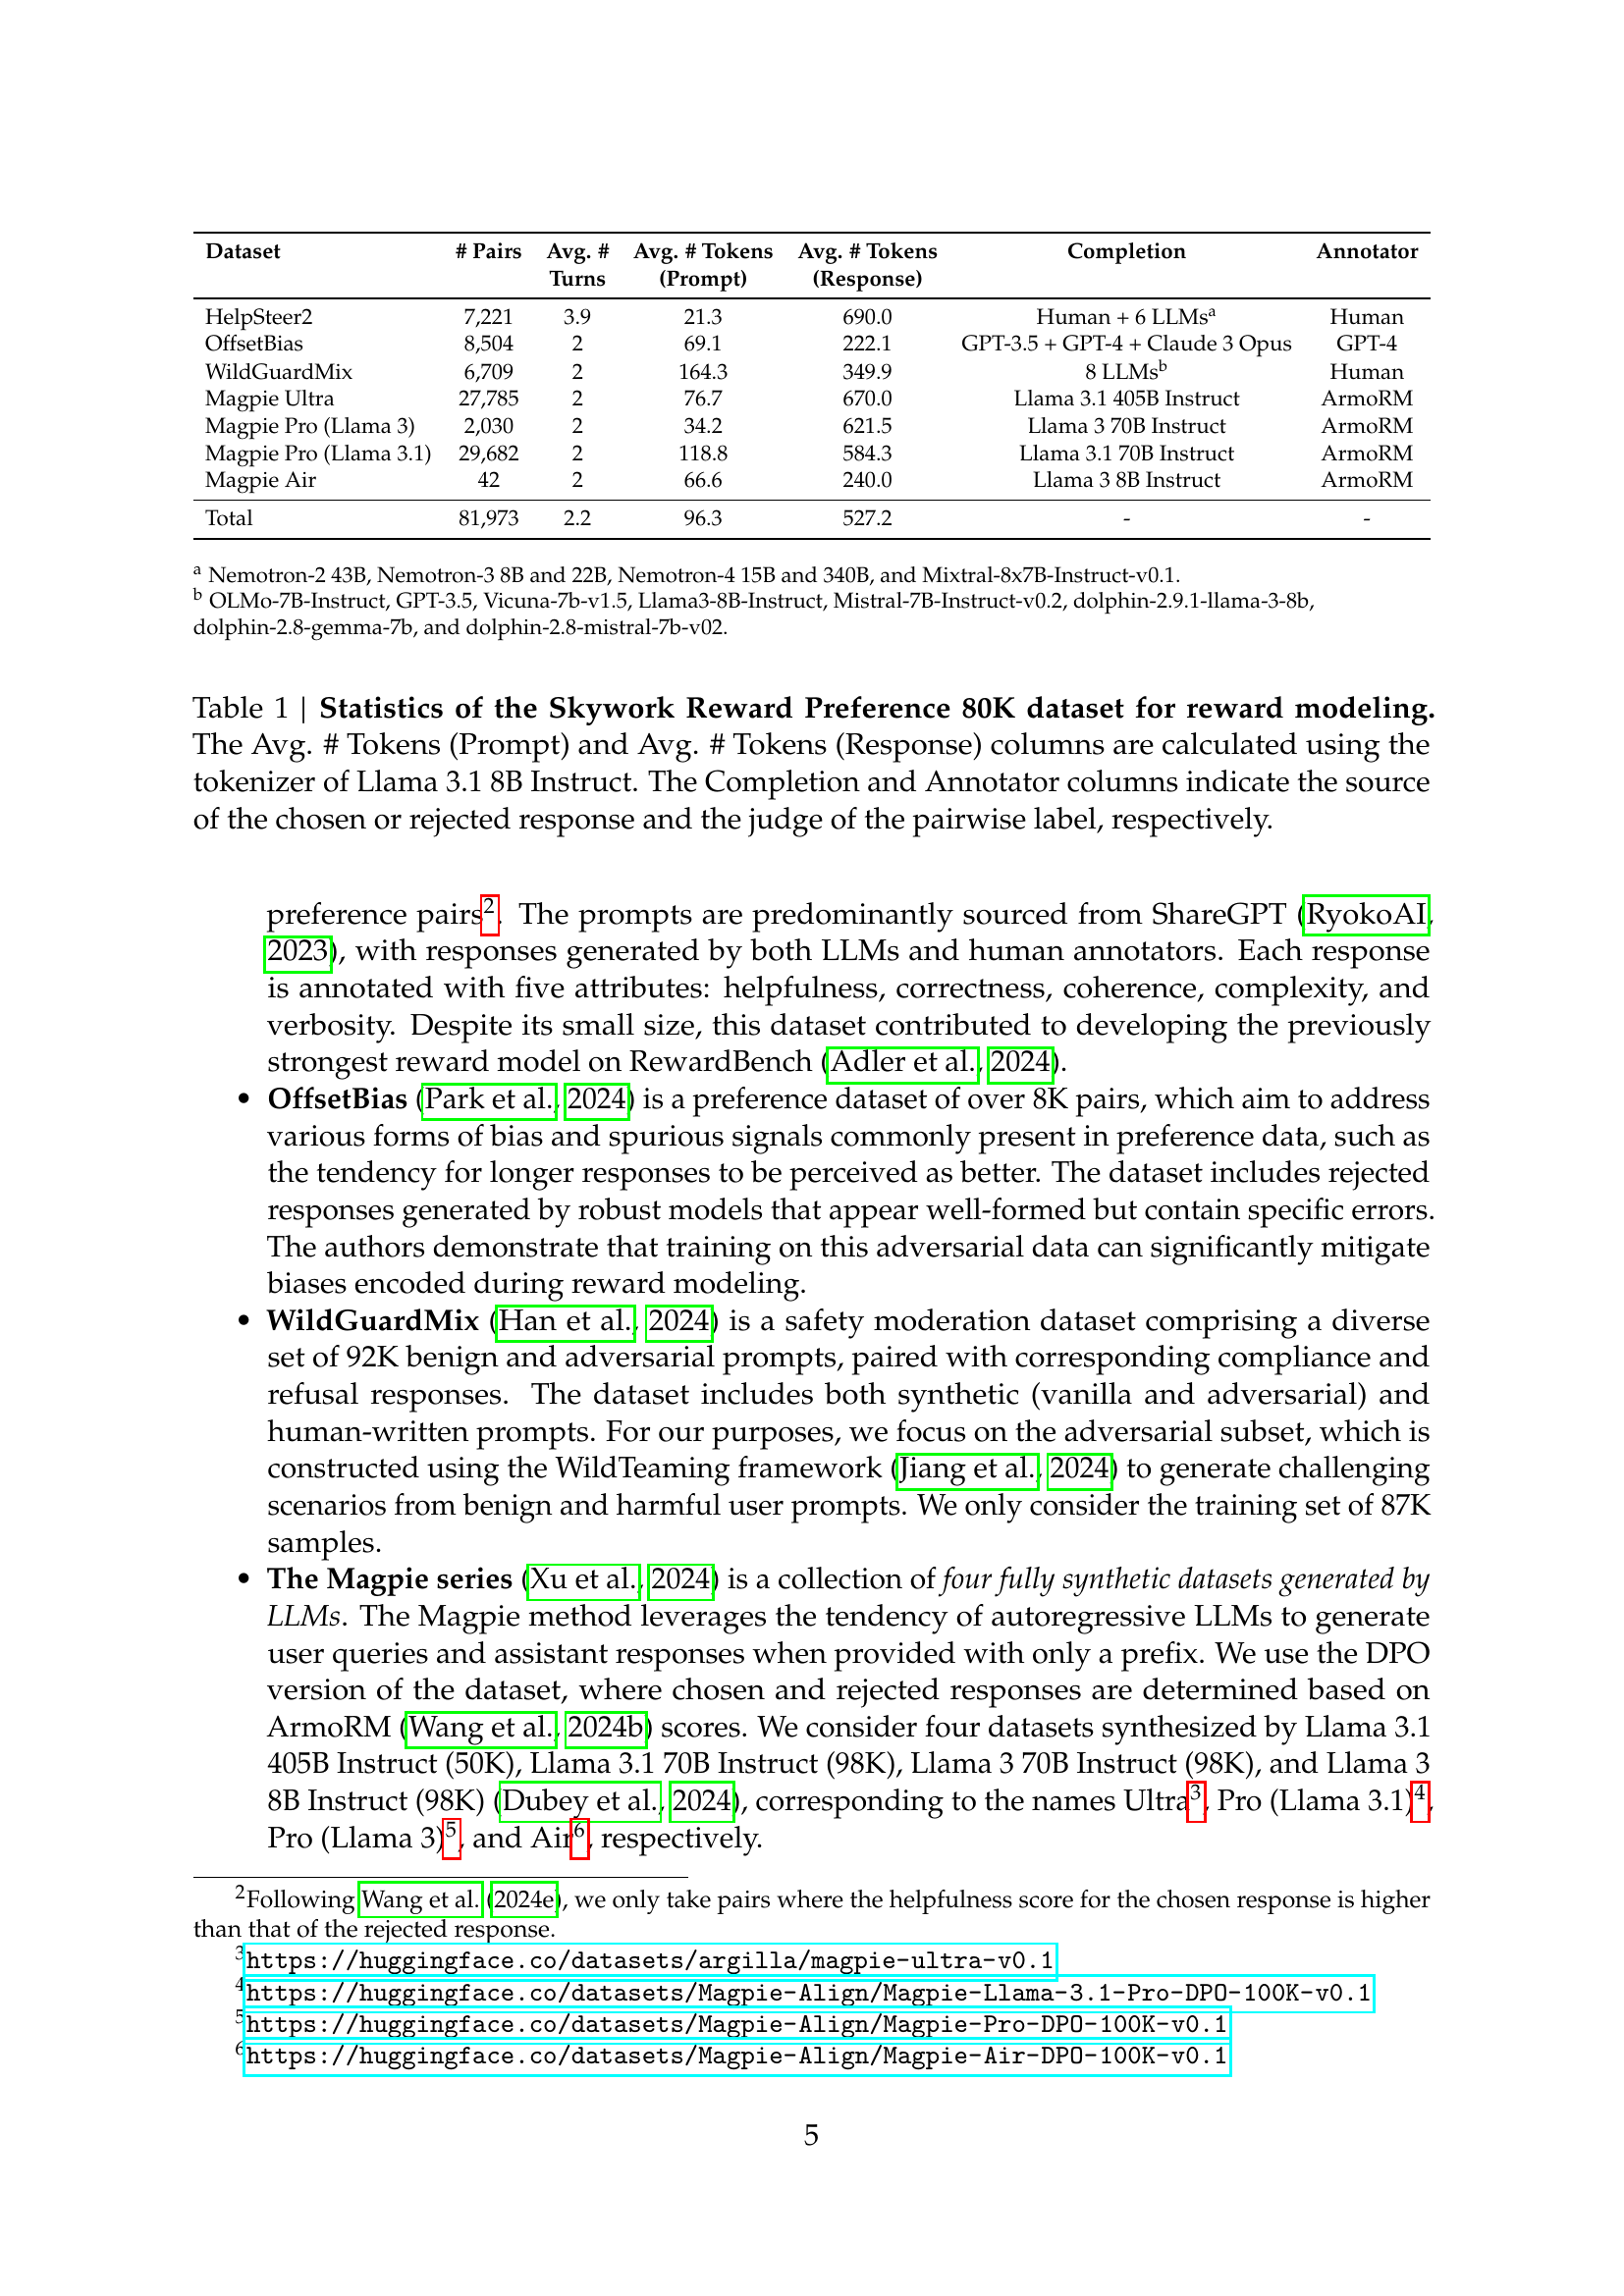 Dataset # Pairs Avg. # Avg. # Tokens Avg. # Tokens Completion Annotator
Turns (Prompt) (Response)
HelpSteer2 7,221 3.9 21.3 690.0 Human + 6 LLMsᵃ Human
OffsetBias 8,504 2 69.1 222.1 GPT-3.5 + GPT-4 + Claude 3 Opus GPT-4
WildGuardMix 6,709 2 164.3 349.9 8 LLMsᵇ Human
Magpie Ultra 27,785 2 76.7 670.0 Llama 3.1 405B Instruct ArmoRM
Magpie Pro (Llama 3) 2,030 2 34.2 621.5 Llama 3 70B Instruct ArmoRM
Magpie Pro (Llama 3.1) 29,682 2 118.8 584.3 Llama 3.1 70B Instruct ArmoRM
Magpie Air 42 2 66.6 240.0 Llama 3 8B Instruct ArmoRM
Total 81,973 2.2 96.3 527.2 - -
ᵃ Nemotron-2 43B, Nemotron-3 8B and 22B, Nemotron-4 15B and 340B, and Mixtral-8x7B-Instruct-v0.1.
ᵇ OLMo-7B-Instruct, GPT-3.5, Vicuna-7b-v1.5, Llama3-8B-Instruct, Mistral-7B-Instruct-v0.2, dolphin-2.9.1-llama-3-8b,
dolphin-2.8-gemma-7b, and dolphin-2.8-mistral-7b-v02.
Table 1 | Statistics of the Skywork Reward Preference 80K dataset for reward modeling.
The Avg. # Tokens (Prompt) and Avg. # Tokens (Response) columns are calculated using the
tokenizer of Llama 3.1 8B Instruct. The Completion and Annotator columns indicate the source
of the chosen or rejected response and the judge of the pairwise label, respectively.
preference pairs². The prompts are predominantly sourced from ShareGPT (RyokoAI,
2023), with responses generated by both LLMs and human annotators. Each response
is annotated with five attributes: helpfulness, correctness, coherence, complexity, and
verbosity. Despite its small size, this dataset contributed to developing the previously
strongest reward model on RewardBench (Adler et al., 2024).
• OffsetBias (Park et al., 2024) is a preference dataset of over 8K pairs, which aim to address
various forms of bias and spurious signals commonly present in preference data, such as
the tendency for longer responses to be perceived as better. The dataset includes rejected
responses generated by robust models that appear well-formed but contain specific errors.
The authors demonstrate that training on this adversarial data can significantly mitigate
biases encoded during reward modeling.
• WildGuardMix (Han et al., 2024) is a safety moderation dataset comprising a diverse
set of 92K benign and adversarial prompts, paired with corresponding compliance and
refusal responses. The dataset includes both synthetic (vanilla and adversarial) and
human-written prompts. For our purposes, we focus on the adversarial subset, which is
constructed using the WildTeaming framework (Jiang et al., 2024) to generate challenging
scenarios from benign and harmful user prompts. We only consider the training set of 87K
samples.
• The Magpie series (Xu et al., 2024) is a collection of four fully synthetic datasets generated by
LLMs. The Magpie method leverages the tendency of autoregressive LLMs to generate
user queries and assistant responses when provided with only a prefix. We use the DPO
version of the dataset, where chosen and rejected responses are determined based on
ArmoRM (Wang et al., 2024b) scores. We consider four datasets synthesized by Llama 3.1
405B Instruct (50K), Llama 3.1 70B Instruct (98K), Llama 3 70B Instruct (98K), and Llama 3
8B Instruct (98K) (Dubey et al., 2024), corresponding to the names Ultra³, Pro (Llama 3.1)⁴,
Pro (Llama 3)⁵, and Air⁶, respectively.
²Following Wang et al. (2024e), we only take pairs where the helpfulness score for the chosen response is higher
than that of the rejected response.
³https://huggingface.co/datasets/argilla/magpie-ultra-v0.1
⁴https://huggingface.co/datasets/Magpie-Align/Magpie-Llama-3.1-Pro-DPO-100K-v0.1
⁵https://huggingface.co/datasets/Magpie-Align/Magpie-Pro-DPO-100K-v0.1
⁶https://huggingface.co/datasets/Magpie-Align/Magpie-Air-DPO-100K-v0.1
5